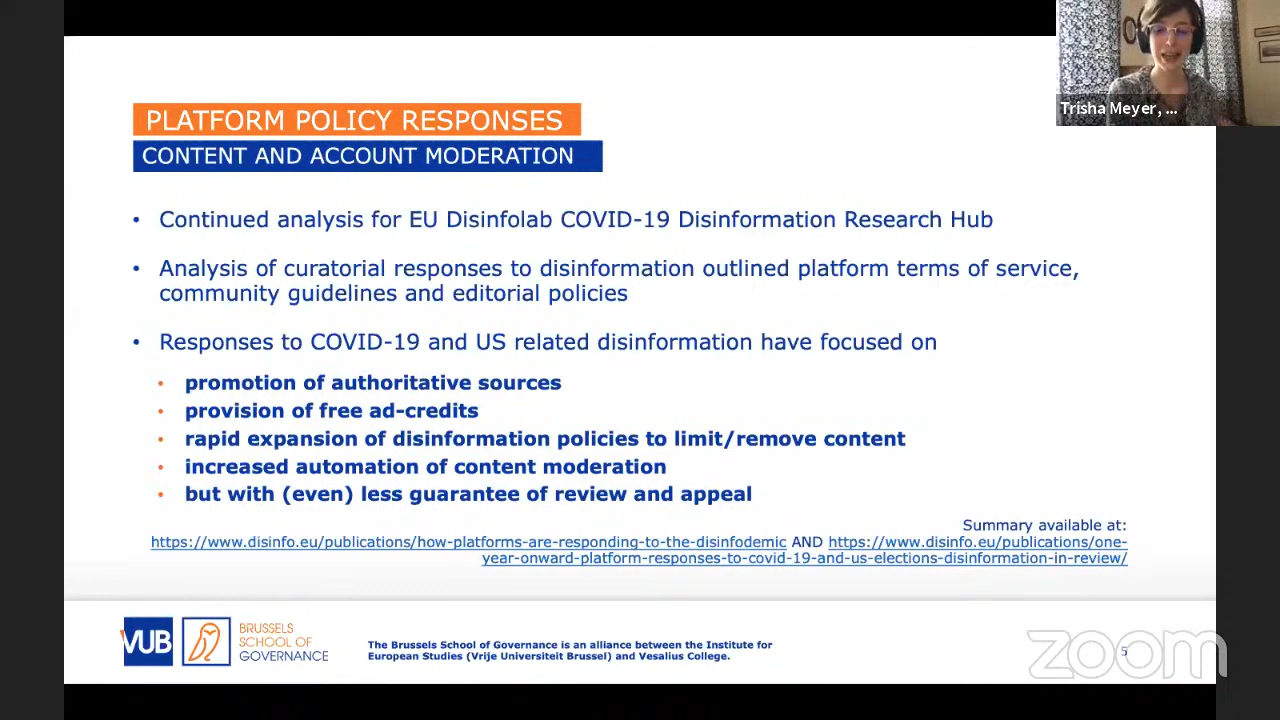 Trisha Meyer, ...
PLATFORM POLICY RESPONSES
CONTENT AND ACCOUNT MODERATION
• Continued analysis for EU Disinfolab COVID-19 Disinformation Research Hub
• Analysis of curatorial responses to disinformation outlined platform terms of service,
community guidelines and editorial policies
• Responses to COVID-19 and US related disinformation have focused on
• promotion of authoritative sources
• provision of free ad-credits
• rapid expansion of disinformation policies to limit/remove content
• increased automation of content moderation
• but with (even) less guarantee of review and appeal
Summary available at:
https://www.disinfo.eu/publications/how-platforms-are-responding-to-the-disinfodemic AND https://www.disinfo.eu/publications/one-
year-onward-platform-responses-to-covid-19-and-us-elections-disinformation-in-review/
VUB
BRUSSELS
SCHOOL OF
GOVERNANCE
The Brussels School of Governance is an alliance between the Institute for
European Studies (Vrije Universiteit Brussel) and Vesalius College.
5
zoom